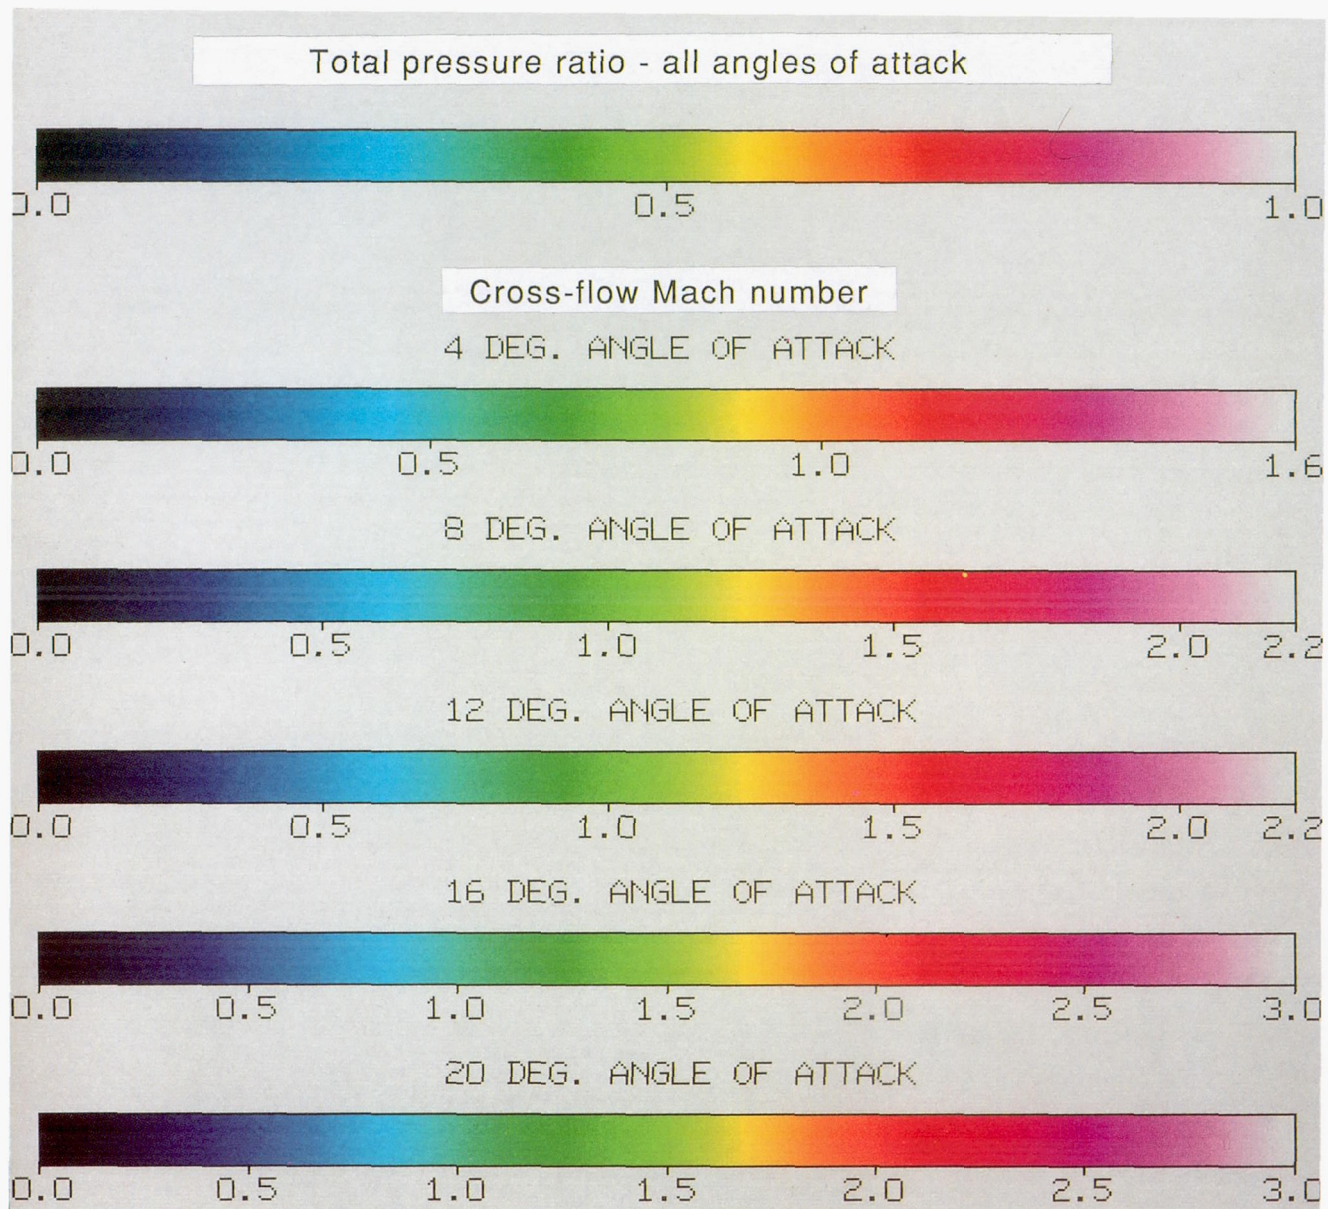 Total pressure ratio - all angles of attack
0.0 0.5 1.0
Cross-flow Mach number
4 DEG. ANGLE OF ATTACK
0.0 0.5 1.0 1.6
8 DEG. ANGLE OF ATTACK
0.0 0.5 1.0 1.5 2.0 2.2
12 DEG. ANGLE OF ATTACK
0.0 0.5 1.0 1.5 2.0 2.2
16 DEG. ANGLE OF ATTACK
0.0 0.5 1.0 1.5 2.0 2.5 3.0
20 DEG. ANGLE OF ATTACK
0.0 0.5 1.0 1.5 2.0 2.5 3.0